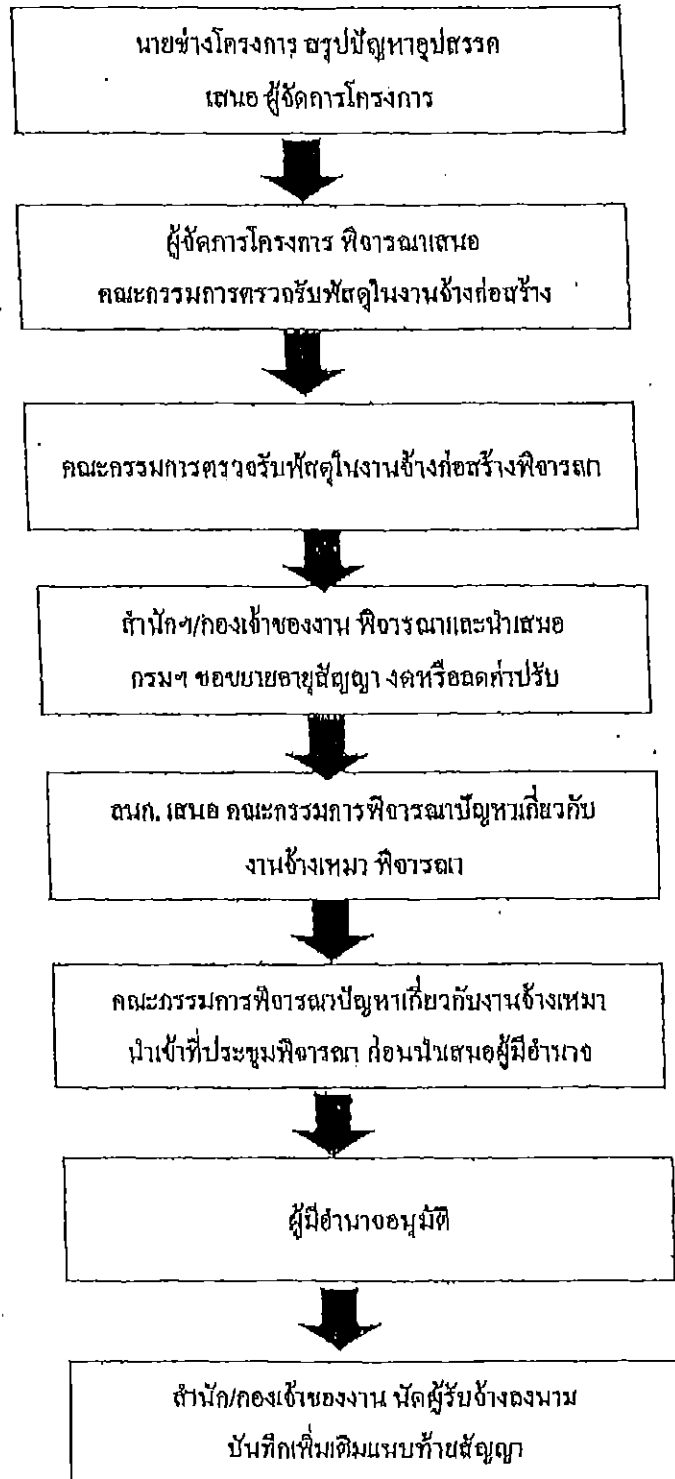 นายช่างโครงการ สรุปปัญหาอุปสรรค
เสนอ ผู้จัดการโครงการ
ผู้จัดการโครงการ พิจารณาเสนอ
คณะกรรมการตรวจรับพัสดุในงานจ้างก่อสร้าง
คณะกรรมการตรวจรับพัสดุในงานจ้างก่อสร้างพิจารณา
สำนักฯ/กองเจ้าของงาน พิจารณาและนำเสนอ
กรมฯ ขอขยายอายุสัญญา งดหรือลดค่าปรับ
สนก. เสนอ คณะกรรมการพิจารณาปัญหาเกี่ยวกับ
งานจ้างเหมา พิจารณา
คณะกรรมการพิจารณาปัญหาเกี่ยวกับงานจ้างเหมา
นำเข้าที่ประชุมพิจารณา ก่อนนำเสนอผู้มีอำนาจ
ผู้มีอำนาจอนุมัติ
สำนัก/กองเจ้าของงาน นัดผู้รับจ้างลงนาม
บันทึกเพิ่มเติมแนบท้ายสัญญา